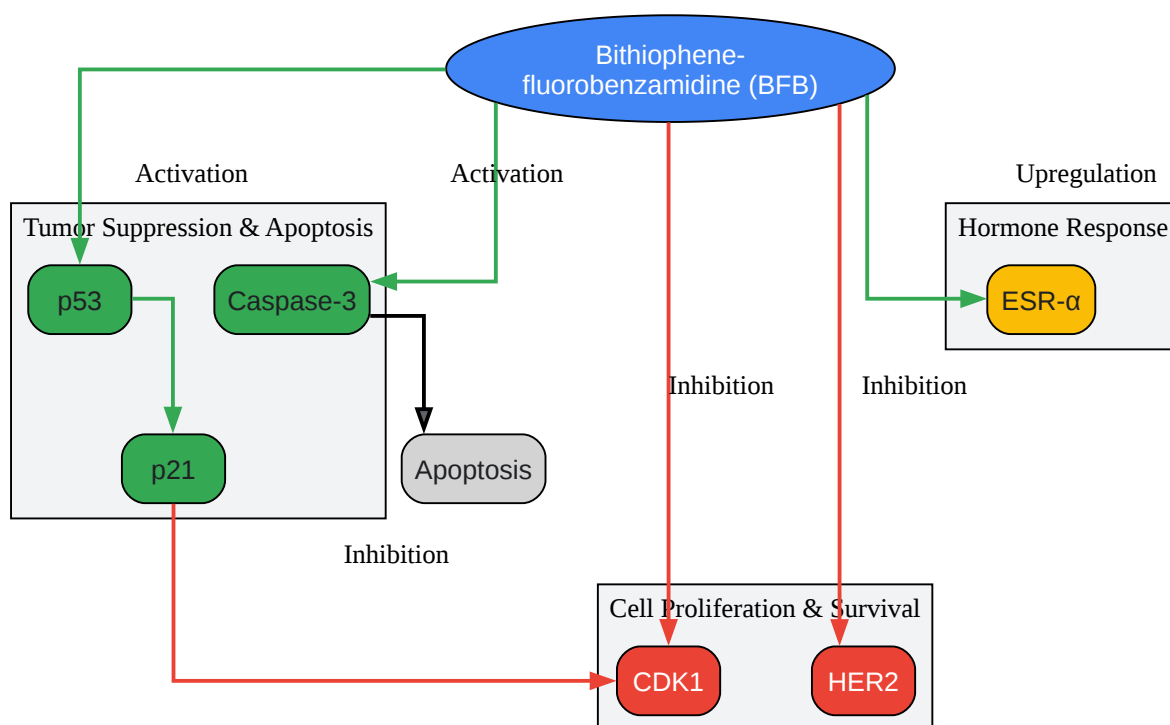 Bithiophene-
fluorobenzamidine (BFB)
Activation
Activation
Upregulation
Tumor Suppression & Apoptosis
Hormone Response
p53
Caspase-3
ESR-α
Inhibition
Inhibition
p21
Apoptosis
Inhibition
Cell Proliferation & Survival
CDK1
HER2